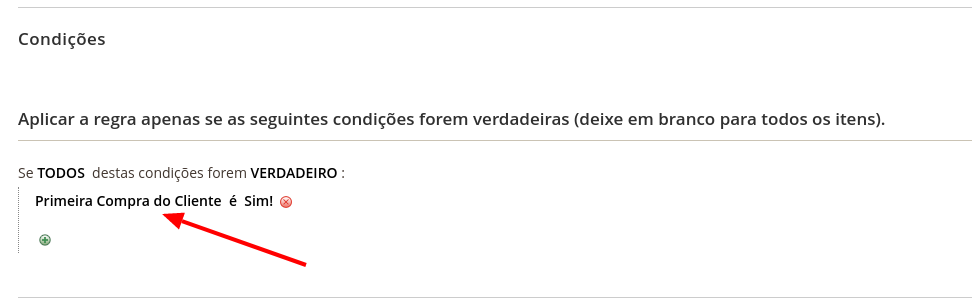 Condições
Aplicar a regra apenas se as seguintes condições forem verdadeiras (deixe em branco para todos os itens).
Se TODOS destas condições forem VERDADEIRO :
Primeira Compra do Cliente é Sim!